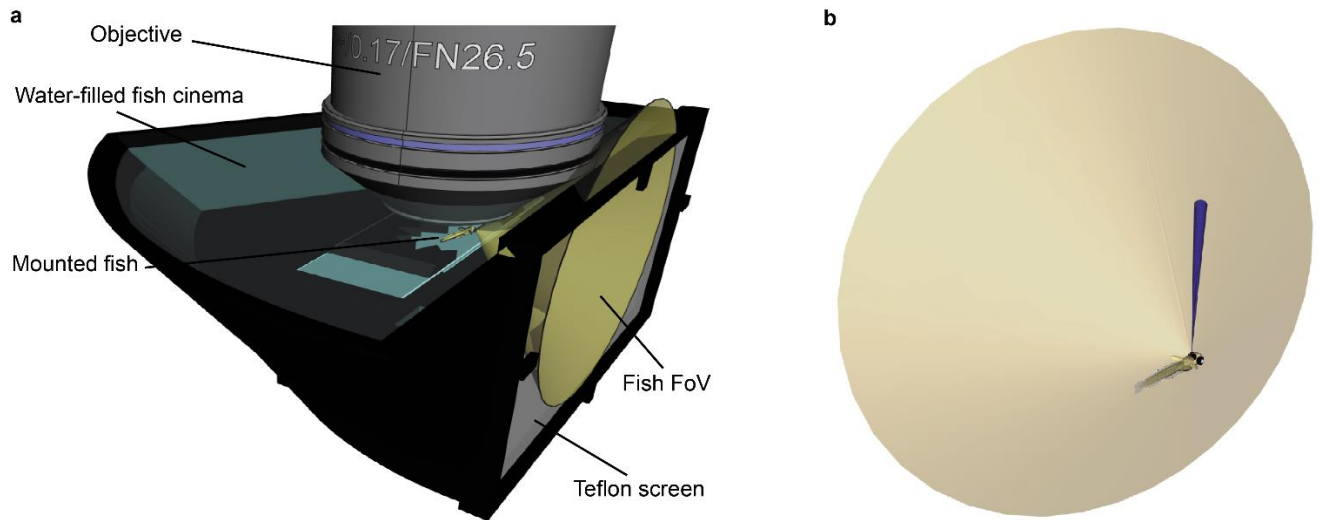 a
b
Objective
0.17/FN26.5
Water-filled fish cinema
Mounted fish
Fish FoV
Teflon screen